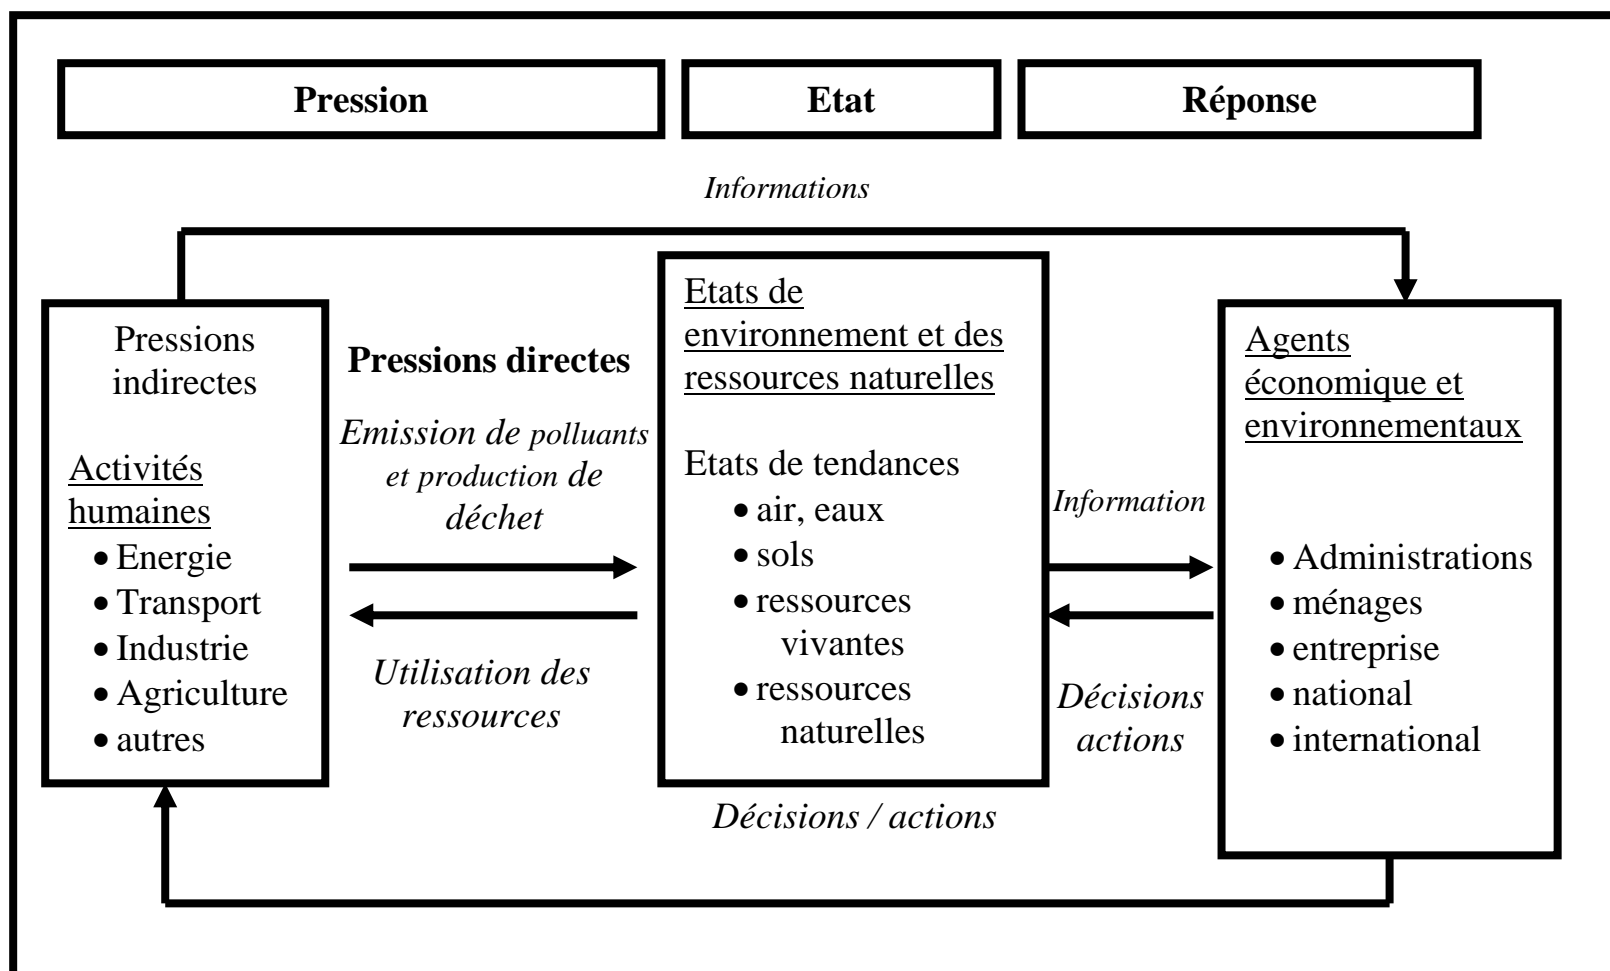 Pression
Etat
Réponse
Informations
Pressions
indirectes
Activités
humaines
• Energie
• Transport
• Industrie
• Agriculture
• autres
Pressions directes
Emission de polluants
et production de
déchet
Utilisation des
ressources
Etats de
environnement et des
ressources naturelles
Etats de tendances
• air, eaux
• sols
• ressources
vivantes
• ressources
naturelles
Information
Décisions
actions
Agents
économique et
environnementaux
• Administrations
• ménages
• entreprise
• national
• international
Décisions / actions